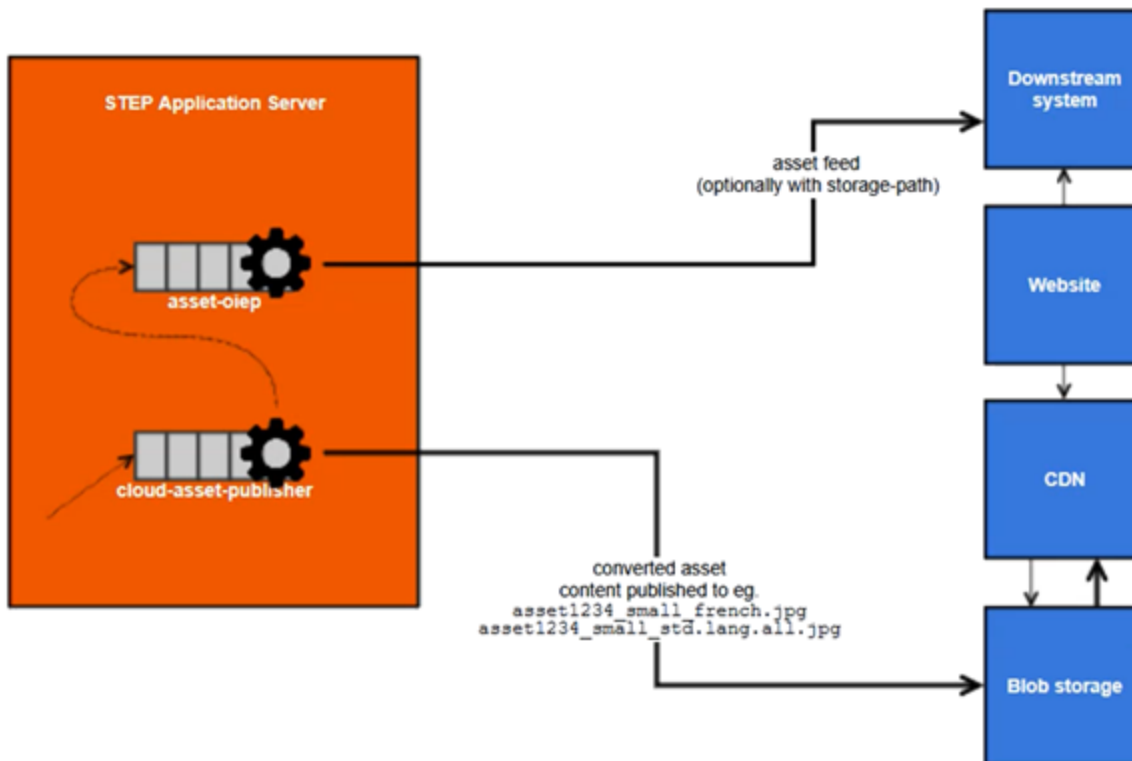 STEP Application Server
Downstream
system
asset feed
(optionally with storage-path)
Website
asset-oiep
CDN
cloud-asset-publisher
converted asset
content published to eg.
asset1234_small_french.jpg
asset1234_small_std.lang.all.jpg
Blob storage